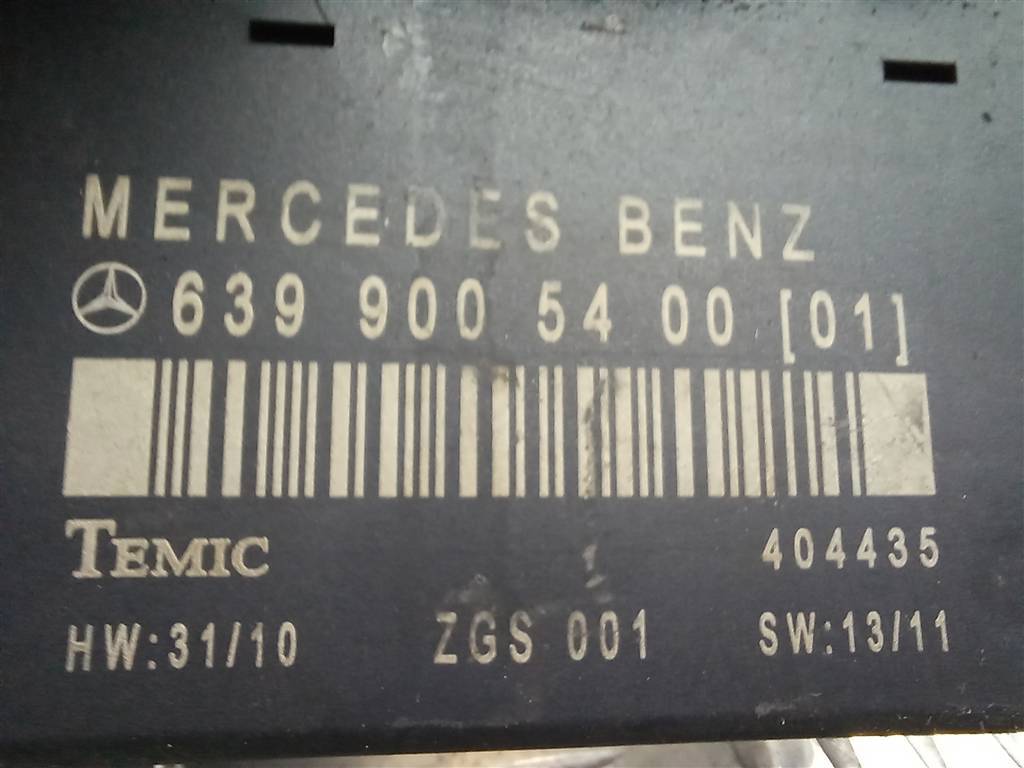 MERCEDES BENZ
639 900 54 00 [01]
TEMIC 404435
HW:31/10 ZGS 001 SW:13/11